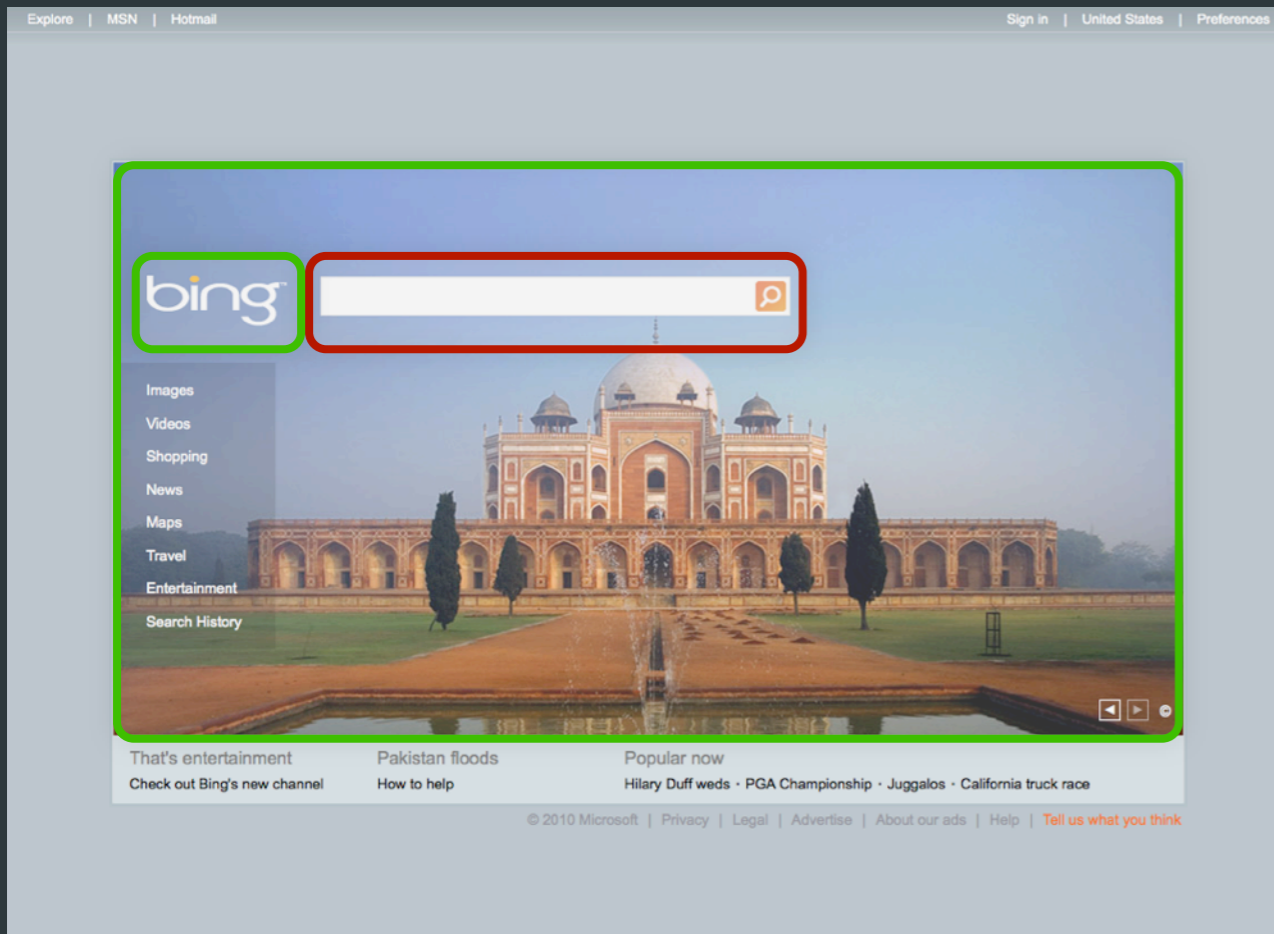 Explore | MSN | Hotmail
Sign in | United States | Preferences
bing™
Images
Videos
Shopping
News
Maps
Travel
Entertainment
Search History
That's entertainment
Check out Bing's new channel
Pakistan floods
How to help
Popular now
Hilary Duff weds · PGA Championship · Juggalos · California truck race
© 2010 Microsoft | Privacy | Legal | Advertise | About our ads | Help | Tell us what you think